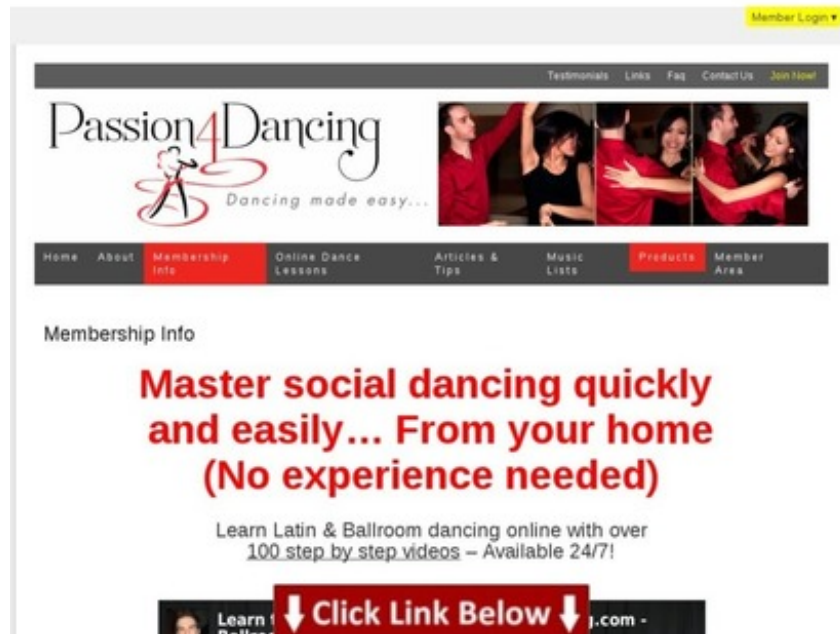 Member Login ▾
Testimonials Links Faq Contact Us Join Now!
Passion4Dancing
Dancing made easy...
Home About Membership Info Online Dance Lessons Articles & Tips Music Lists Products Member Area
Membership Info
Master social dancing quickly
and easily... From your home
(No experience needed)
Learn Latin & Ballroom dancing online with over
100 step by step videos – Available 24/7!
Learn
.com -
Click Link Below